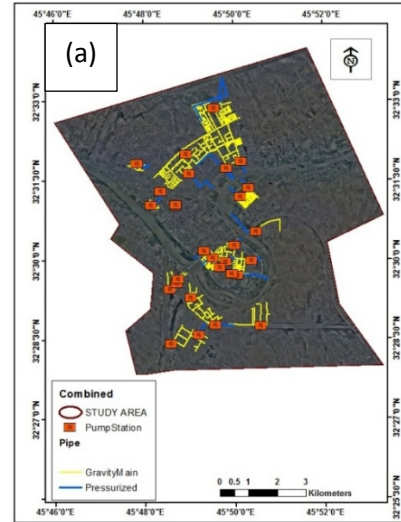 45°46'0"E 45°48'0"E 45°50'0"E 45°52'0"E
(a)
N
32°33'0"N 32°33'0"N
32°31'30"N 32°31'30"N
32°30'0"N 32°30'0"N
32°28'30"N 32°28'30"N
32°27'0"N 32°27'0"N
32°25'30"N
Combined
STUDY AREA
PumpStation
Pipe
GravityMain
Pressurized
0 0.5 1 2 3
Kilometers
45°46'0"E 45°48'0"E 45°50'0"E 45°52'0"E